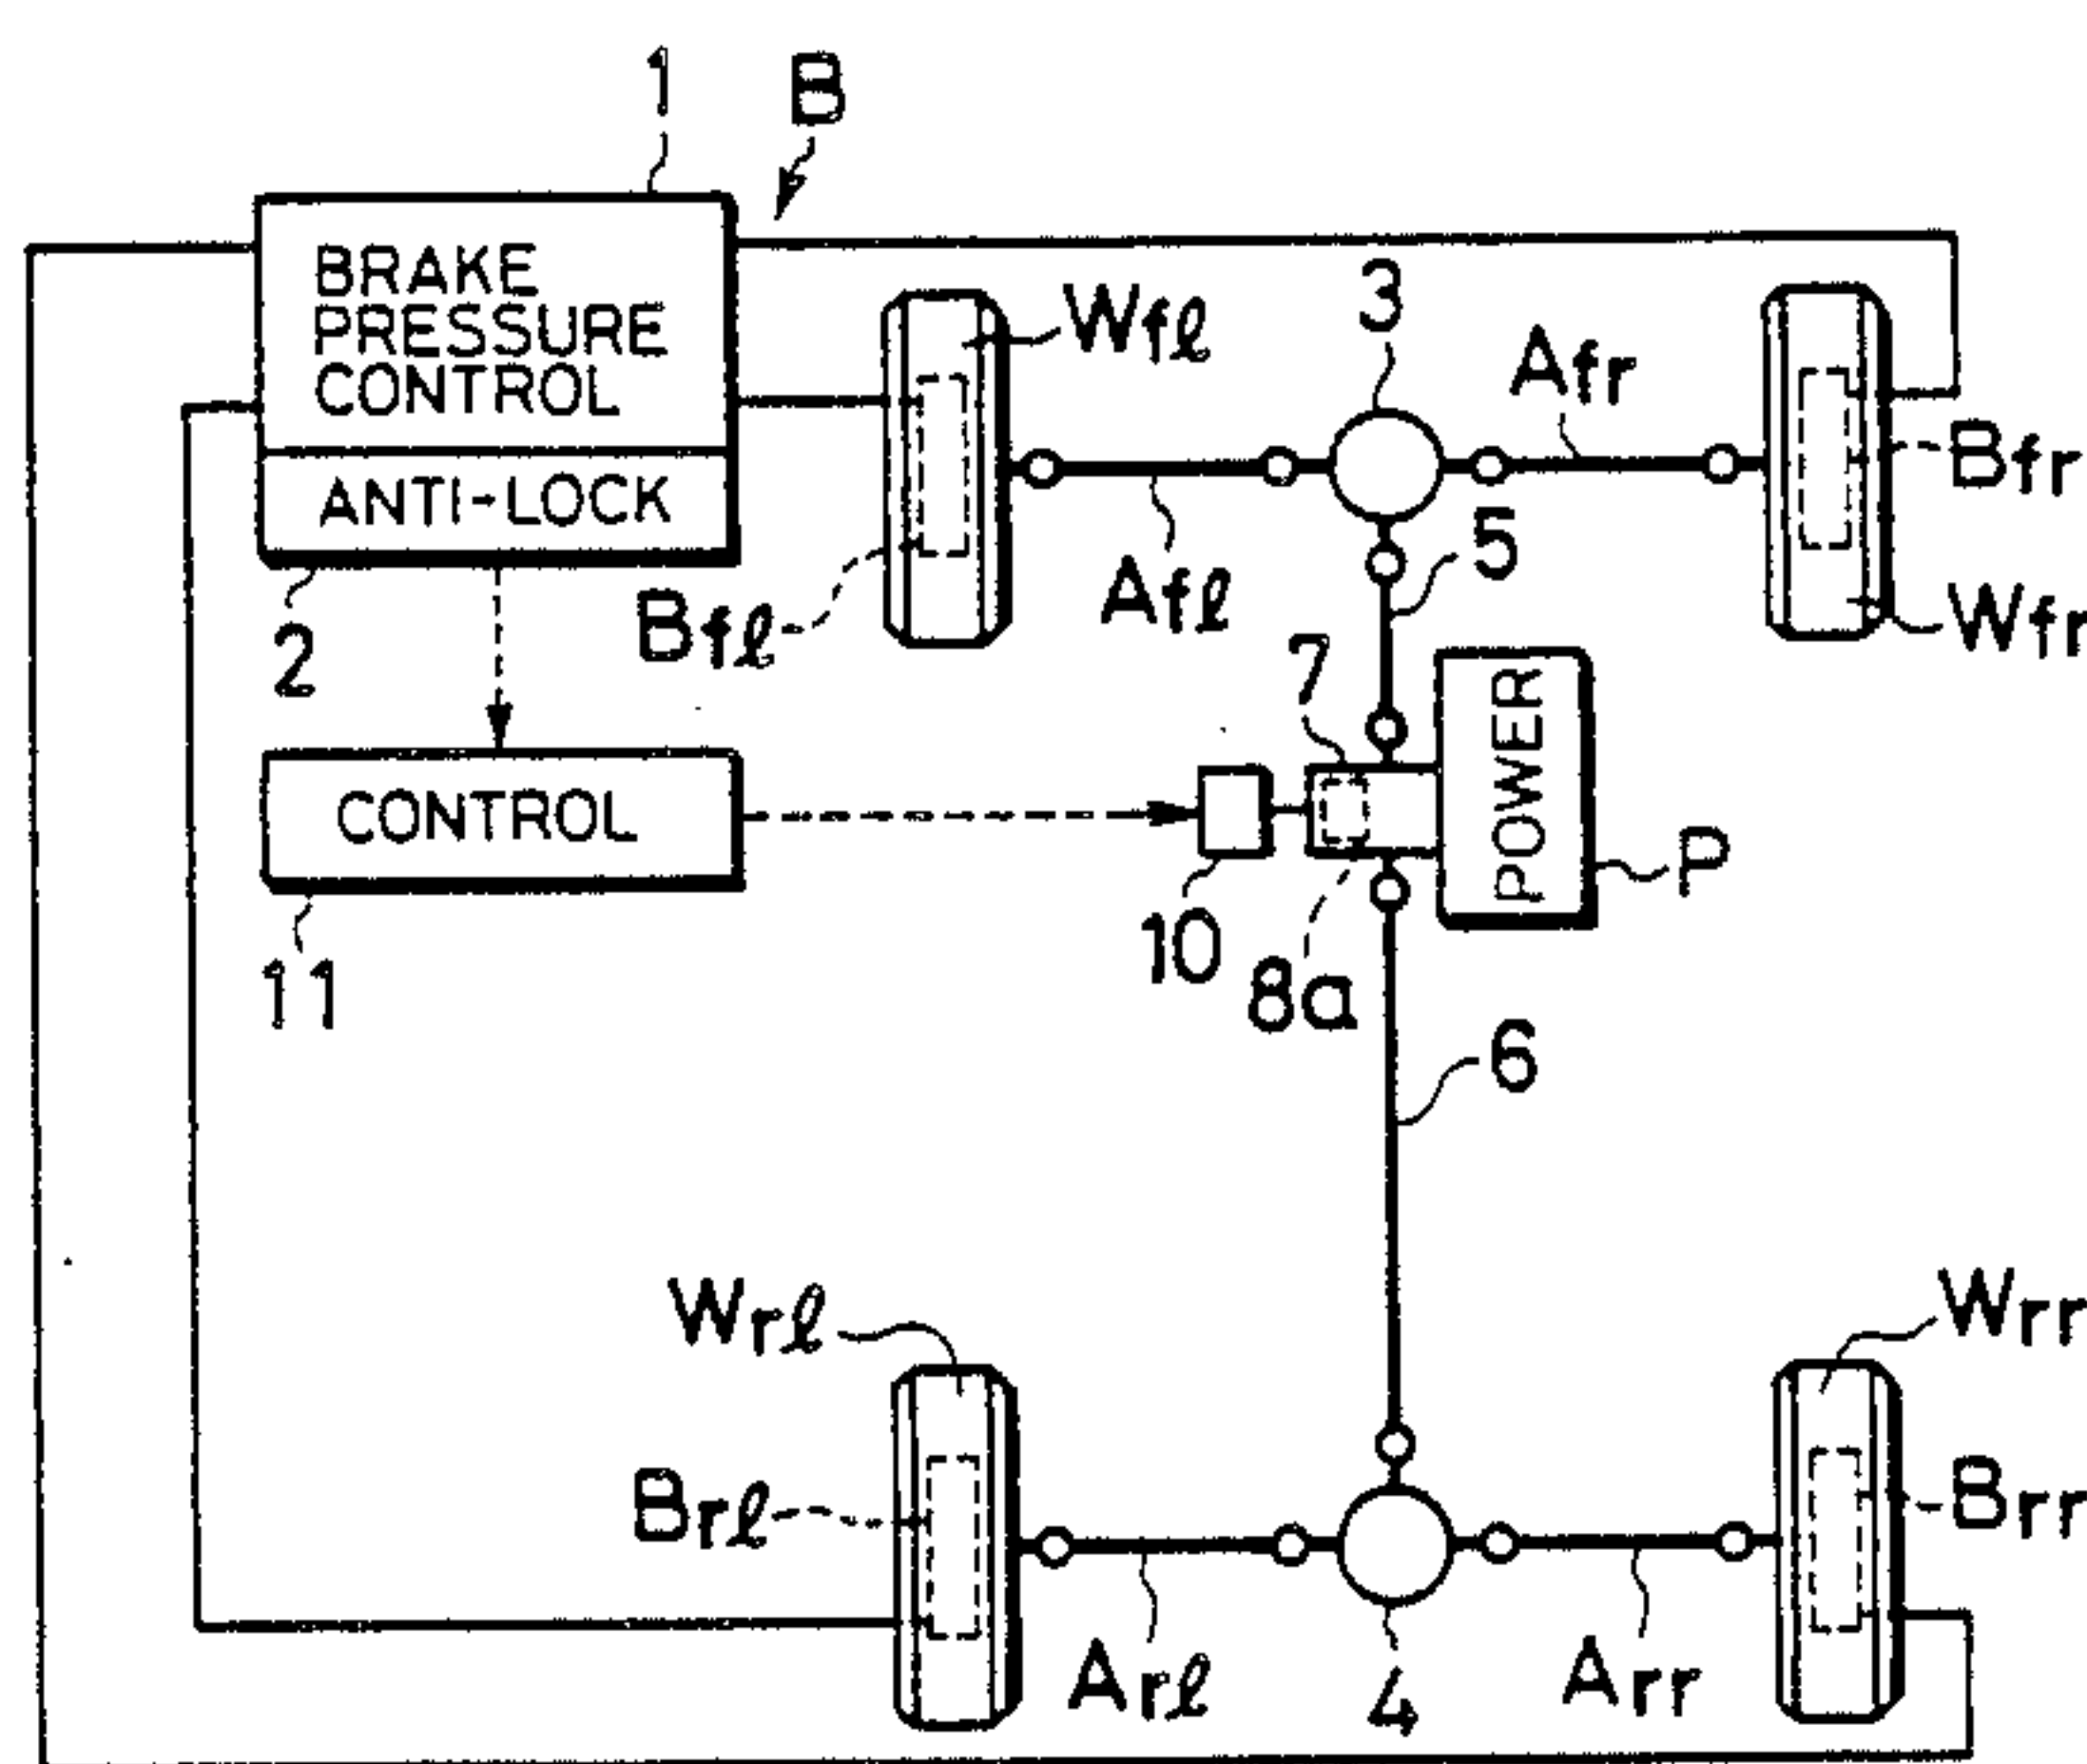 1
B
BRAKE
PRESSURE
CONTROL
ANTI-LOCK
2
Wfℓ
3
Afr
Bfr
Bfℓ
Afℓ
5
Wfr
7
POWER
CONTROL
P
10
8a
11
6
Wrℓ
Wrr
Brℓ
Brr
Arℓ
4
Arr